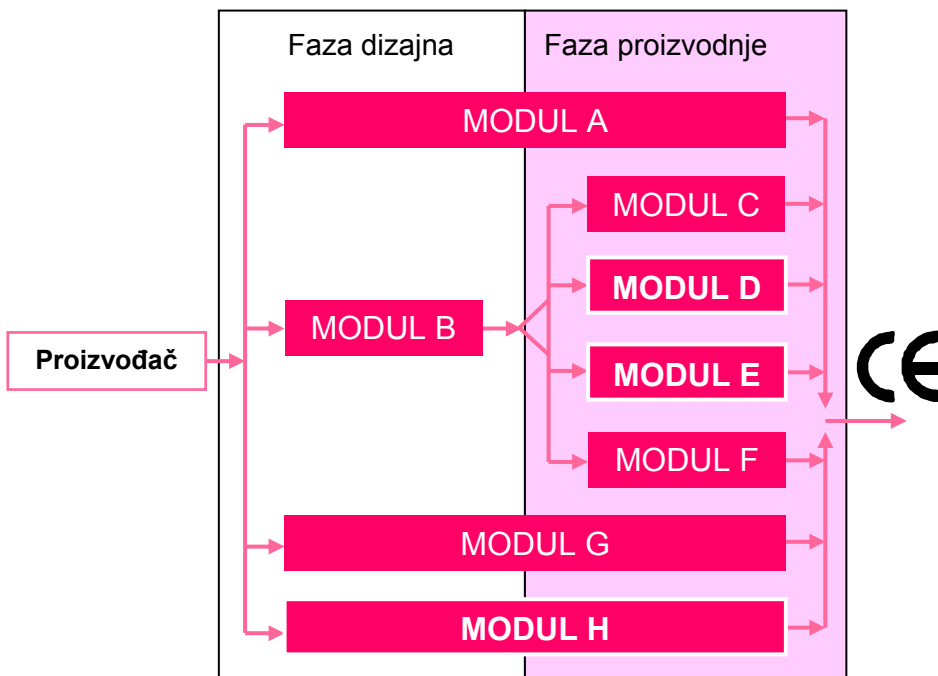 Faza dizajna
Faza proizvodnje
MODUL A
MODUL C
MODUL D
MODUL B
Proizvođač
MODUL E
CE
MODUL F
MODUL G
MODUL H